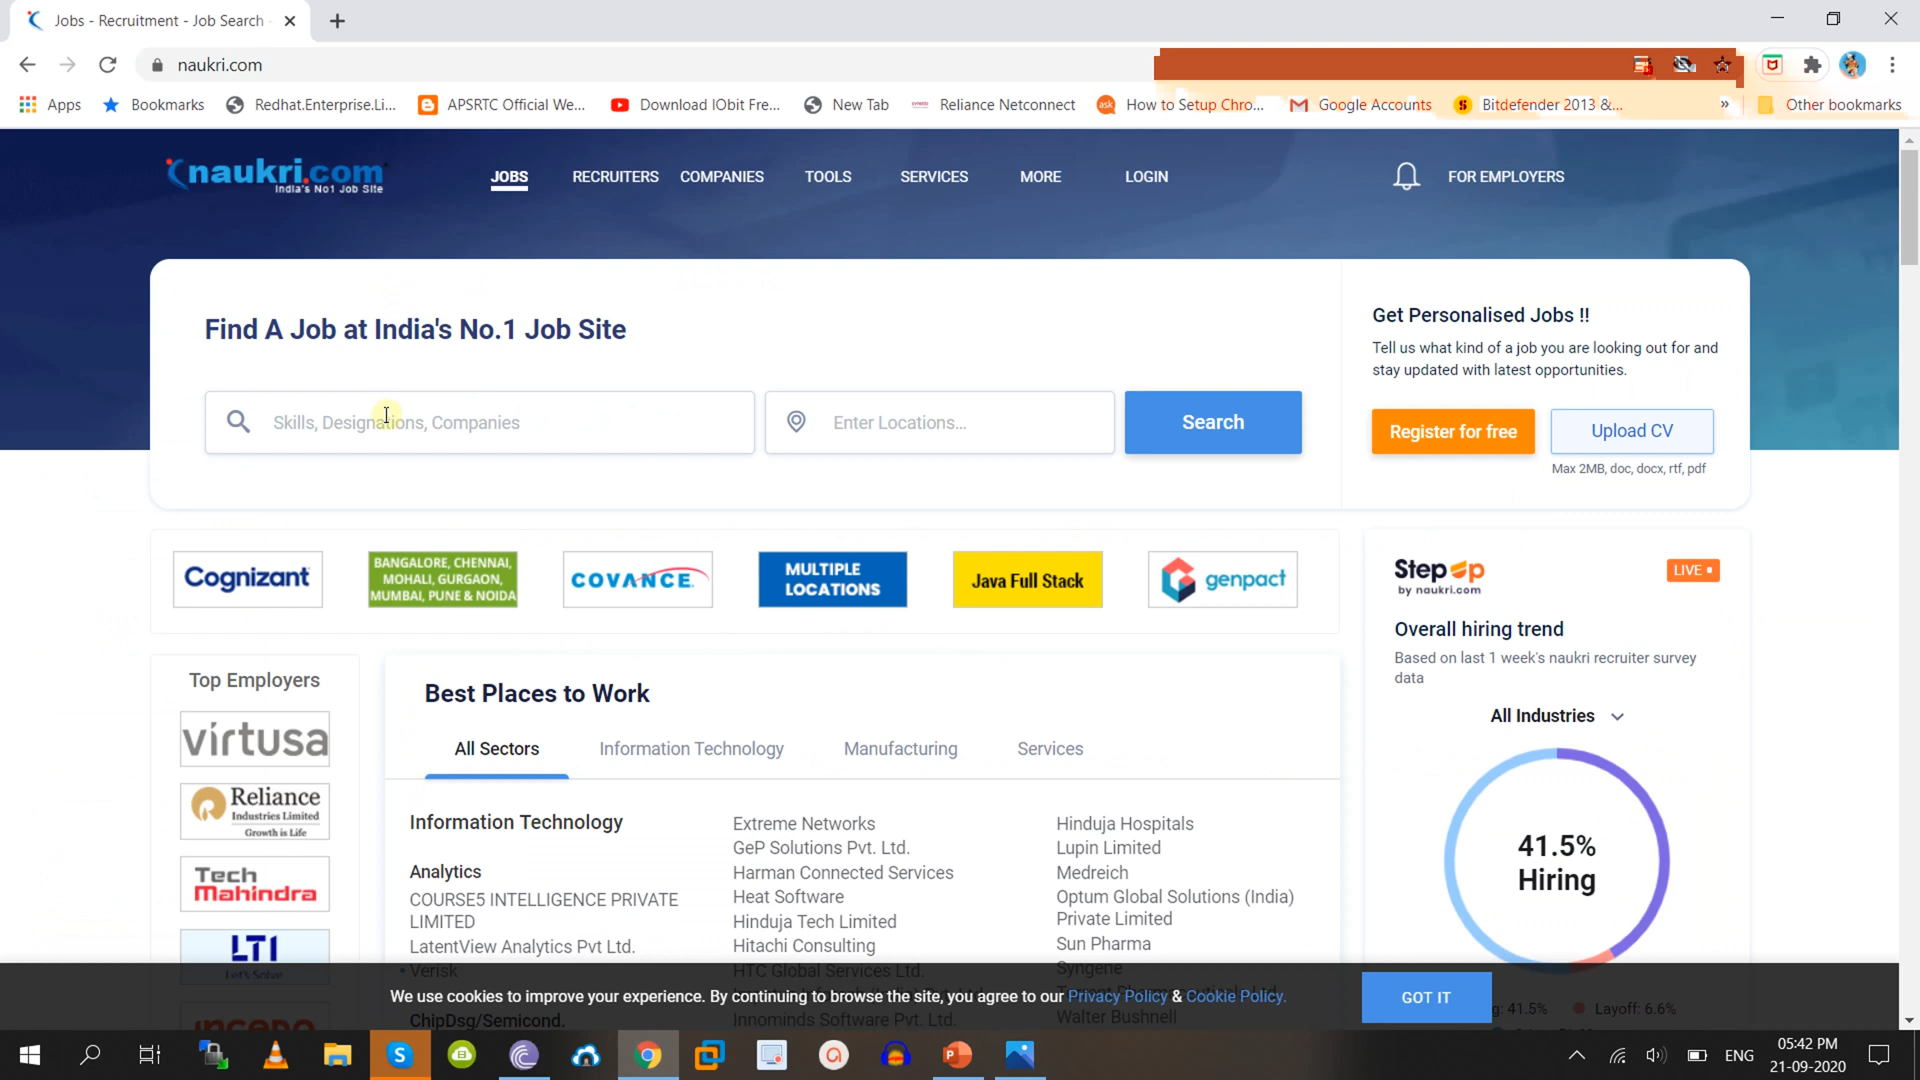 Jobs - Recruitment - Job Search -
naukri.com
Apps
Bookmarks
Redhat.Enterprise.Li...
APSRTC Official We...
Download IObit Fre...
New Tab
Reliance Netconnect
How to Setup Chro...
Google Accounts
Bitdefender 2013 &...
»
Other bookmarks
naukri.com
India's No1 Job Site
JOBS
RECRUITERS
COMPANIES
TOOLS
SERVICES
MORE
LOGIN
FOR EMPLOYERS
Find A Job at India's No.1 Job Site
Skills, Designations, Companies
Enter Locations...
Search
Get Personalised Jobs !!
Tell us what kind of a job you are looking out for and
stay updated with latest opportunities.
Register for free
Upload CV
Max 2MB, doc, docx, rtf, pdf
Cognizant
BANGALORE, CHENNAI,
MOHALI, GURGAON,
MUMBAI, PUNE & NOIDA
COVANCE
MULTIPLE
LOCATIONS
Java Full Stack
genpact
Step up
by naukri.com
LIVE
Overall hiring trend
Based on last 1 week's naukri recruiter survey
data
All Industries
41.5%
Hiring
Top Employers
virtusa
Reliance
Industries Limited
Growth is Life
Tech
Mahindra
LTI
Let's Solve
Best Places to Work
All Sectors
Information Technology
Manufacturing
Services
Information Technology
Analytics
COURSE5 INTELLIGENCE PRIVATE
LIMITED
LatentView Analytics Pvt Ltd.
Verisk
ChipDsg/Semicond.
Extreme Networks
GeP Solutions Pvt. Ltd.
Harman Connected Services
Heat Software
Hinduja Tech Limited
Hitachi Consulting
HTC Global Services Ltd.
Innominds Software Pvt. Ltd.
Hinduja Hospitals
Lupin Limited
Medreich
Optum Global Solutions (India)
Private Limited
Sun Pharma
Syngene
Walter Bushnell
We use cookies to improve your experience. By continuing to browse the site, you agree to our Privacy Policy & Cookie Policy.
GOT IT
g: 41.5%
Layoff: 6.6%
ENG
05:42 PM
21-09-2020